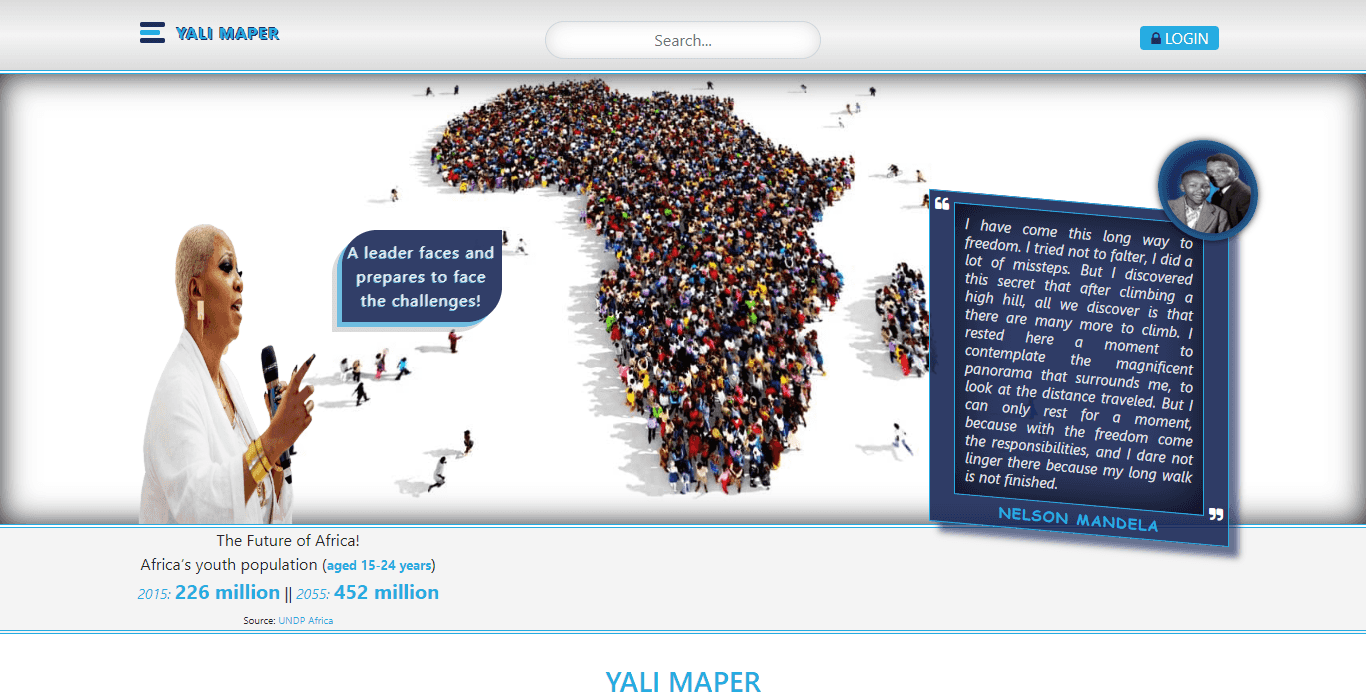 YALI MAPER
Search...
LOGIN
A leader faces and
prepares to face
the challenges!
“
I have come this long way to
freedom. I tried not to falter, I did a
lot of missteps. But I discovered
this secret that after climbing a
high hill, all we discover is that
there are many more to climb. I
rested here a moment to
contemplate the magnificent
panorama that surrounds me, to
look at the distance traveled. But I
can only rest for a moment,
because with the freedom come
the responsibilities, and I dare not
linger there because my long walk
is not finished.
”
NELSON MANDELA
The Future of Africa!
Africa’s youth population (aged 15-24 years)
2015: 226 million || 2055: 452 million
Source: UNDP Africa
YALI MAPER